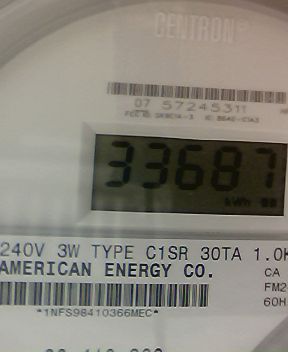 CENTRON®
07 57245311
33687
kWh
240V 3W TYPE C1SR 30TA 1.0K
AMERICAN ENERGY CO.
CA
FM2
60H
*1NFS98410366MEC*